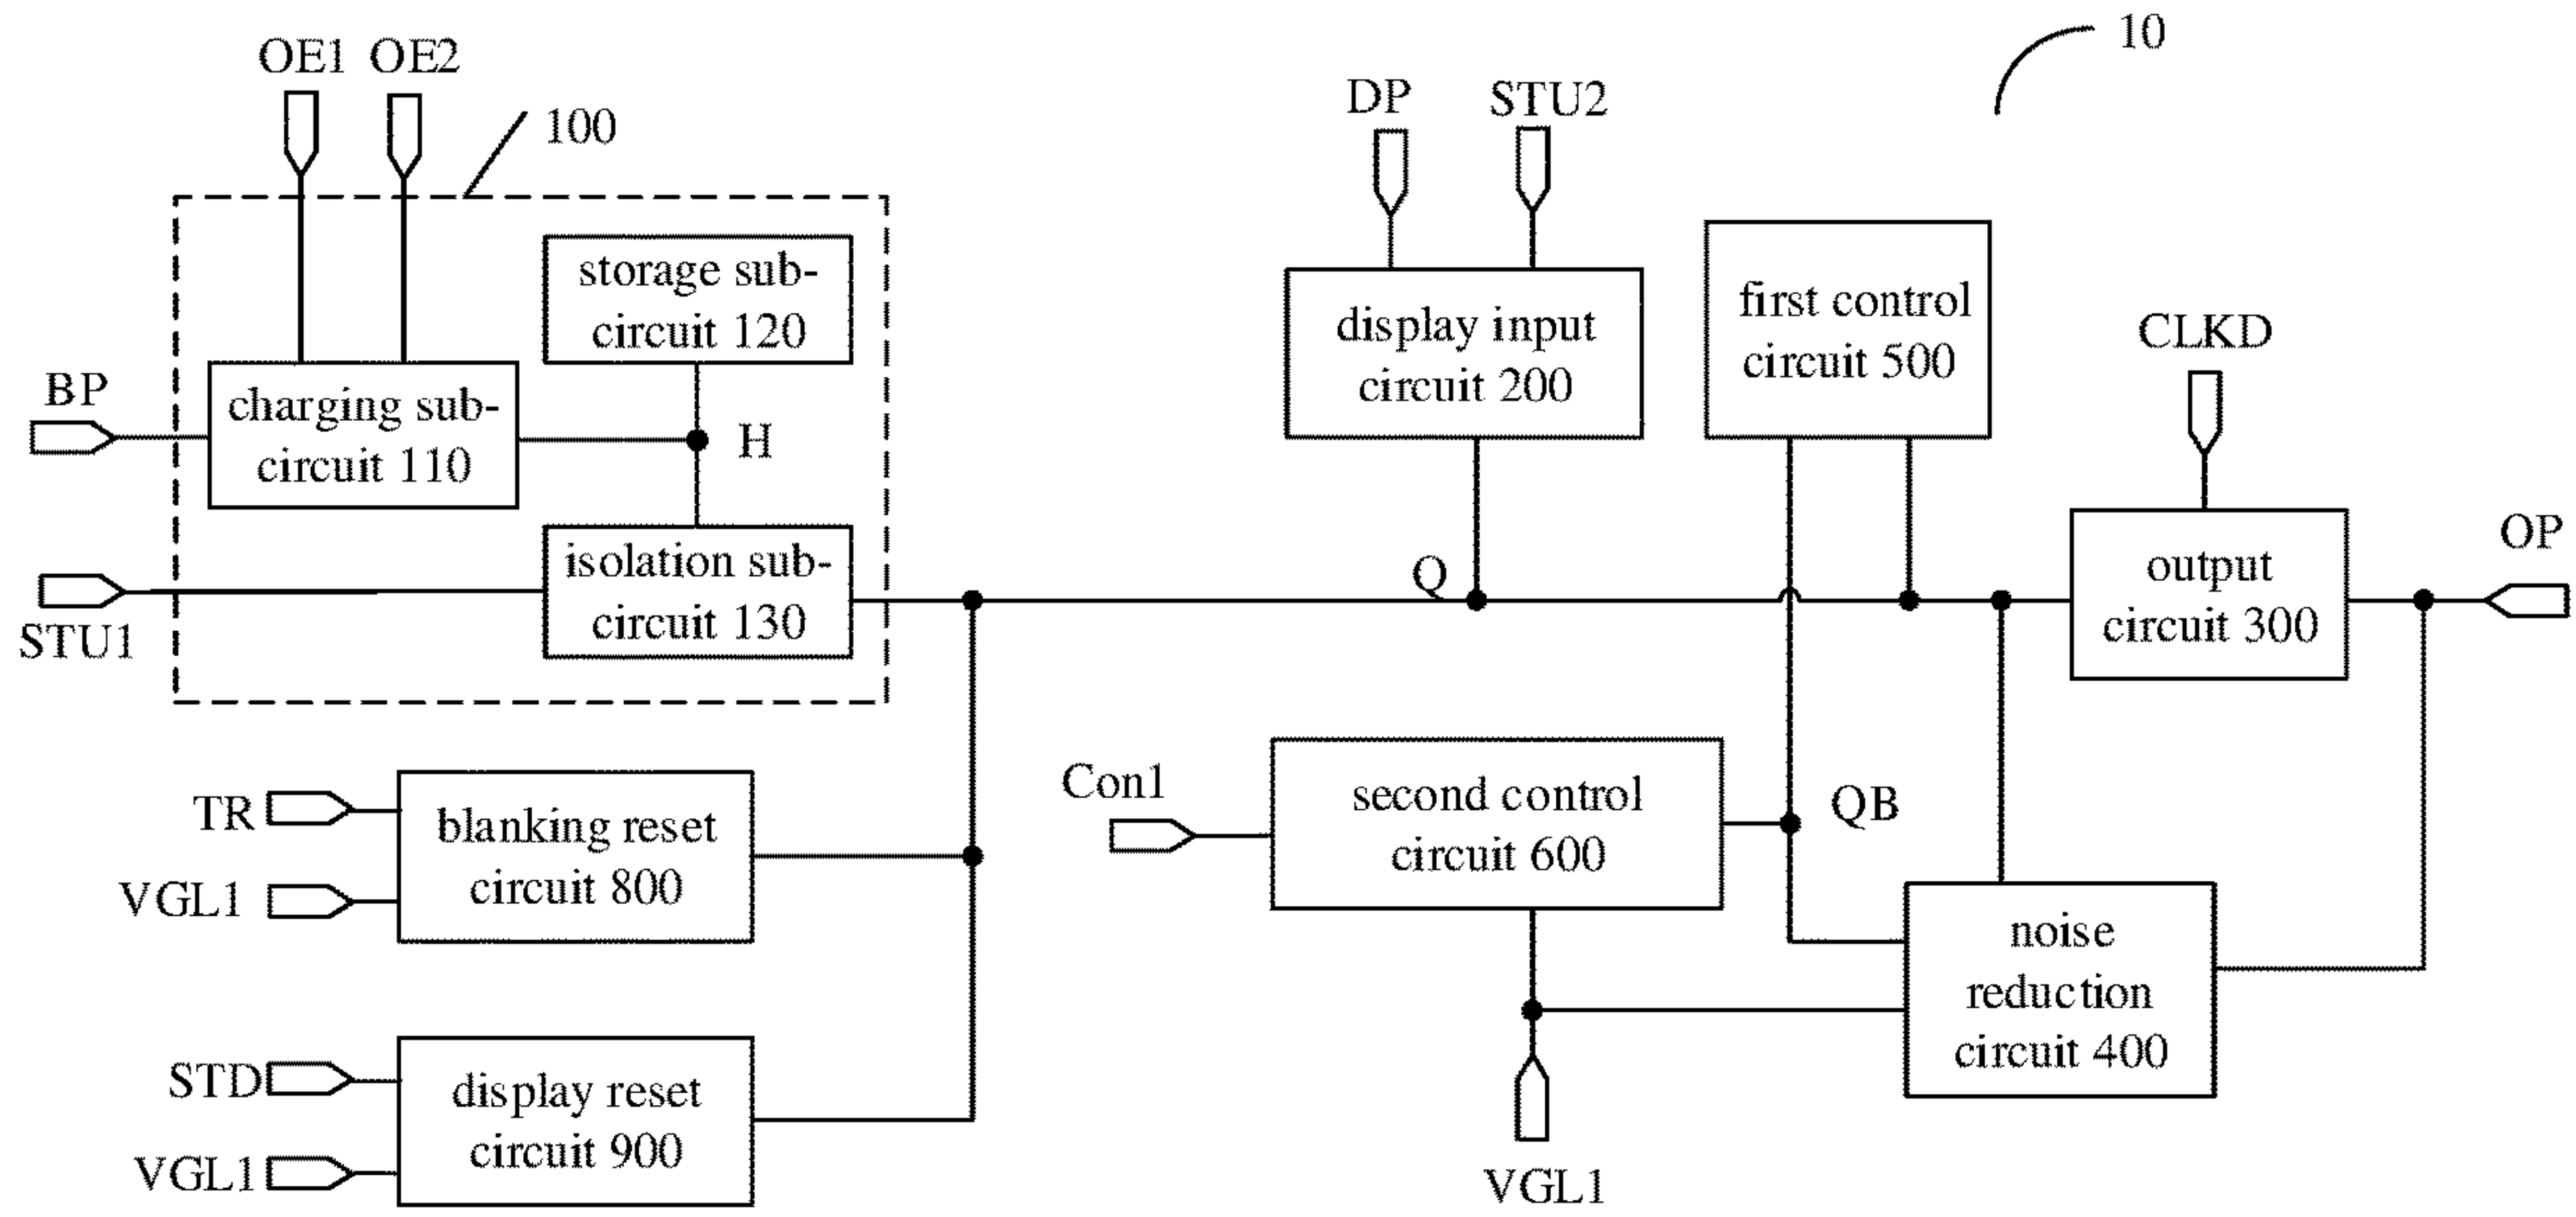 10
OE1 OE2
100
DP
STU2
storage sub-
circuit 120
first control
circuit 500
display input
circuit 200
CLKD
BP
charging sub-
circuit 110
H
isolation sub-
circuit 130
STU1
Q
output
circuit 300
OP
TR
VGL1
blanking reset
circuit 800
Con1
second control
circuit 600
QB
noise
reduction
circuit 400
STD
VGL1
display reset
circuit 900
VGL1